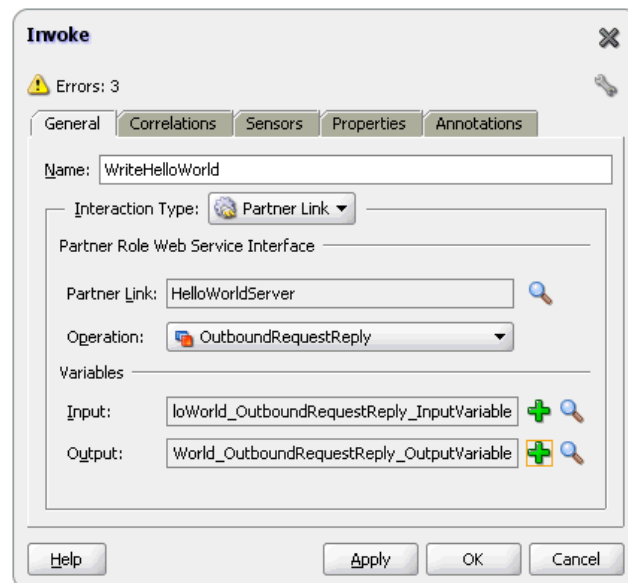 Invoke
Errors: 3
General Correlations Sensors Properties Annotations
Name: WriteHelloWorld
Interaction Type: Partner Link
Partner Role Web Service Interface
Partner Link: HelloWorldServer
Operation: OutboundRequestReply
Variables
Input: loWorld_OutboundRequestReply_InputVariable
Output: World_OutboundRequestReply_OutputVariable
Help Apply OK Cancel